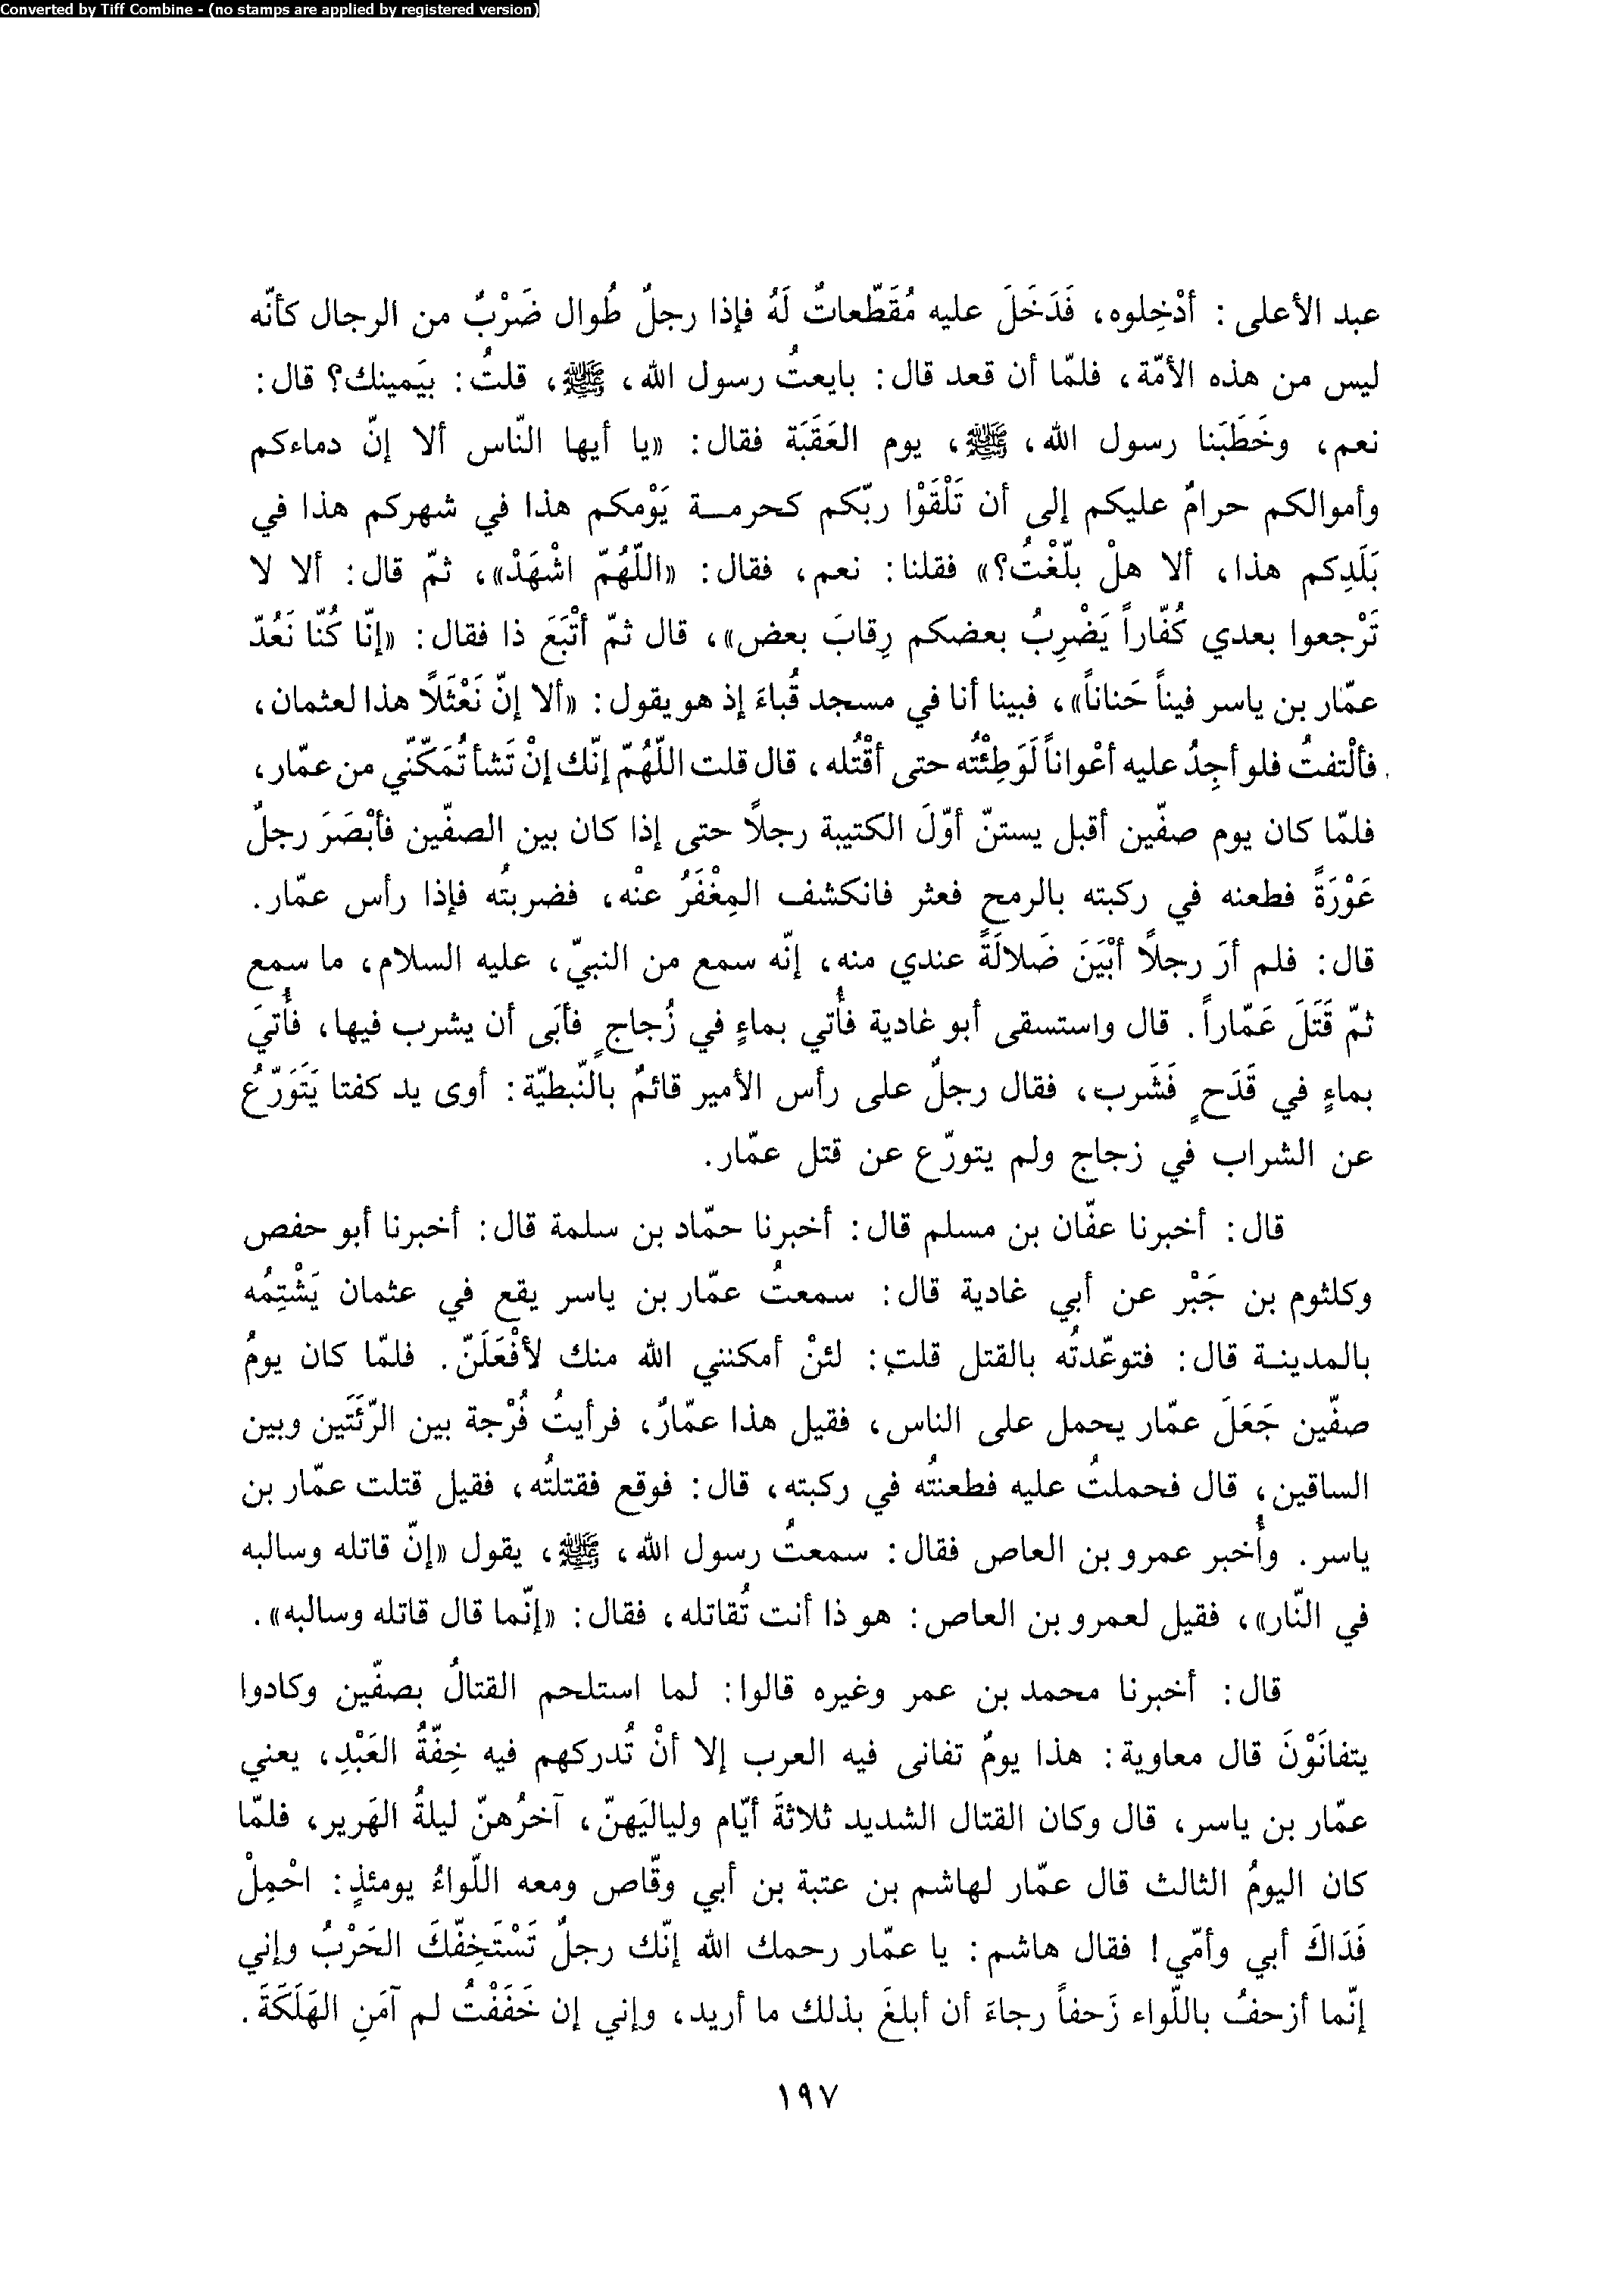 Converted by Tiff Combine - (no stamps are applied by registered version)
عبد الأعلى: أدْخِلوه، فَدَخَلَ عليه مُقَطّعاتٌ لَهُ فإذا رجلٌ طُوال ضَرْبٌ من الرجال كأنّه
ليس من هذه الأمّة، فلمّا أن قعد قال: بايعتُ رسول الله، ﷺ، قلتُ: بيَمينك؟ قال:
نعم، وخَطَبَنا رسول الله، ﷺ، يوم العَقَبَة فقال: «يا أيها النّاس ألا إنّ دماءكم
وأموالكم حرامٌ عليكم إلى أن تَلْقَوْا ربّكم كحرمة يَوْمكم هذا في شهركم هذا في
بَلَدِكم هذا، ألا هلْ بلّغْتُ؟» فقلنا: نعم، فقال: «اللّهُمّ اشْهَدْ»، ثمّ قال: ألا لا
تَرْجعوا بعدي كُفّاراً يَضْرِبُ بعضكم رِقابَ بعض»، قال ثمّ أتْبَعَ ذا فقال: «إنّا كُنّا نَعُدّ
عمّار بن ياسر فيناً حَناناً»، فبينا أنا في مسجد قُباءَ إذ هو يقول: «ألا إنّ نَعْثَلاً هذا لعثمان،
فألْتفتُ فلو أجِدُ عليه أعْواناً لَوَطِئْتُه حتى أقْتُله، قال قلت اللّهُمّ إنّك إنْ تَشأ تُمَكّنّي من عمّار،
فلمّا كان يوم صفّين أقبل يستنّ أوّلَ الكتيبة رجلاً حتى إذا كان بين الصفّين فأبْصَرَ رجلٌ
عَوْرَةً فطعنه في ركبته بالرمح فعثر فانكشف المِغْفَرُ عنْه، فضربتُه فإذا رأس عمّار.
قال: فلم أرَ رجلاً أبْيَنَ ضَلالَةً عندي منه، إنّه سمع من النبيّ، عليه السلام، ما سمع
ثمّ قَتَلَ عَمّاراً. قال واستسقى أبو غادية فأُتي بماءٍ في زُجاجٍ فأبَى أن يشرب فيها، فأُتيَ
بماءٍ في قَدَحٍ فَشَرب، فقال رجلٌ على رأس الأمير قائمٌ بالنّبطيّة: أوى يد كفتا يَتَوَرّعُ
عن الشراب في زجاج ولم يتورّع عن قتل عمّار.
قال: أخبرنا عفّان بن مسلم قال: أخبرنا حمّاد بن سلمة قال: أخبرنا أبو حفص
وكلثوم بن جَبْر عن أبي غادية قال: سمعتُ عمّار بن ياسر يقع في عثمان يَشْتِمُه
بالمدينة قال: فتوعّدتُه بالقتل قلت: لئنْ أمكنني الله منك لأفْعَلَنّ. فلمّا كان يومُ
صفّين جَعَلَ عمّار يحمل على الناس، فقيل هذا عمّارٌ، فرأيتُ فُرْجة بين الرّئَتَين وبين
الساقين، قال فحملتُ عليه فطعنتُه في ركبته، قال: فوقع فقتلتُه، فقيل قتلت عمّار بن
ياسر. وأُخبر عمرو بن العاص فقال: سمعتُ رسول الله، ﷺ، يقول «إنّ قاتله وسالبه
في النّار»، فقيل لعمرو بن العاص: هو ذا أنت تُقاتله، فقال: «إنّما قال قاتله وسالبه».
قال: أخبرنا محمد بن عمر وغيره قالوا: لما استلحم القتالُ بصفّين وكادوا
يتفانَوْنَ قال معاوية: هذا يومٌ تفانى فيه العرب إلا أنْ تُدركهم فيه خِفّةُ العَبْدِ، يعني
عمّار بن ياسر، قال وكان القتال الشديد ثلاثةَ أيّام ولياليَهنّ، آخرُهنّ ليلةُ الهَرير، فلمّا
كان اليومُ الثالث قال عمّار لهاشم بن عتبة بن أبي وقّاص ومعه اللّواءُ يومئذٍ: احْمِلْ
فَدَاكَ أبي وأمّي! فقال هاشم: يا عمّار رحمك الله إنّك رجلٌ تَسْتَخِفّكَ الحَرْبُ وإني
إنّما أزحفُ باللّواء زَحفاً رجاءَ أن أبلغَ بذلك ما أريد، وإني إن خَفَفْتُ لم آمَنِ الهَلَكَةَ.
١٩٧